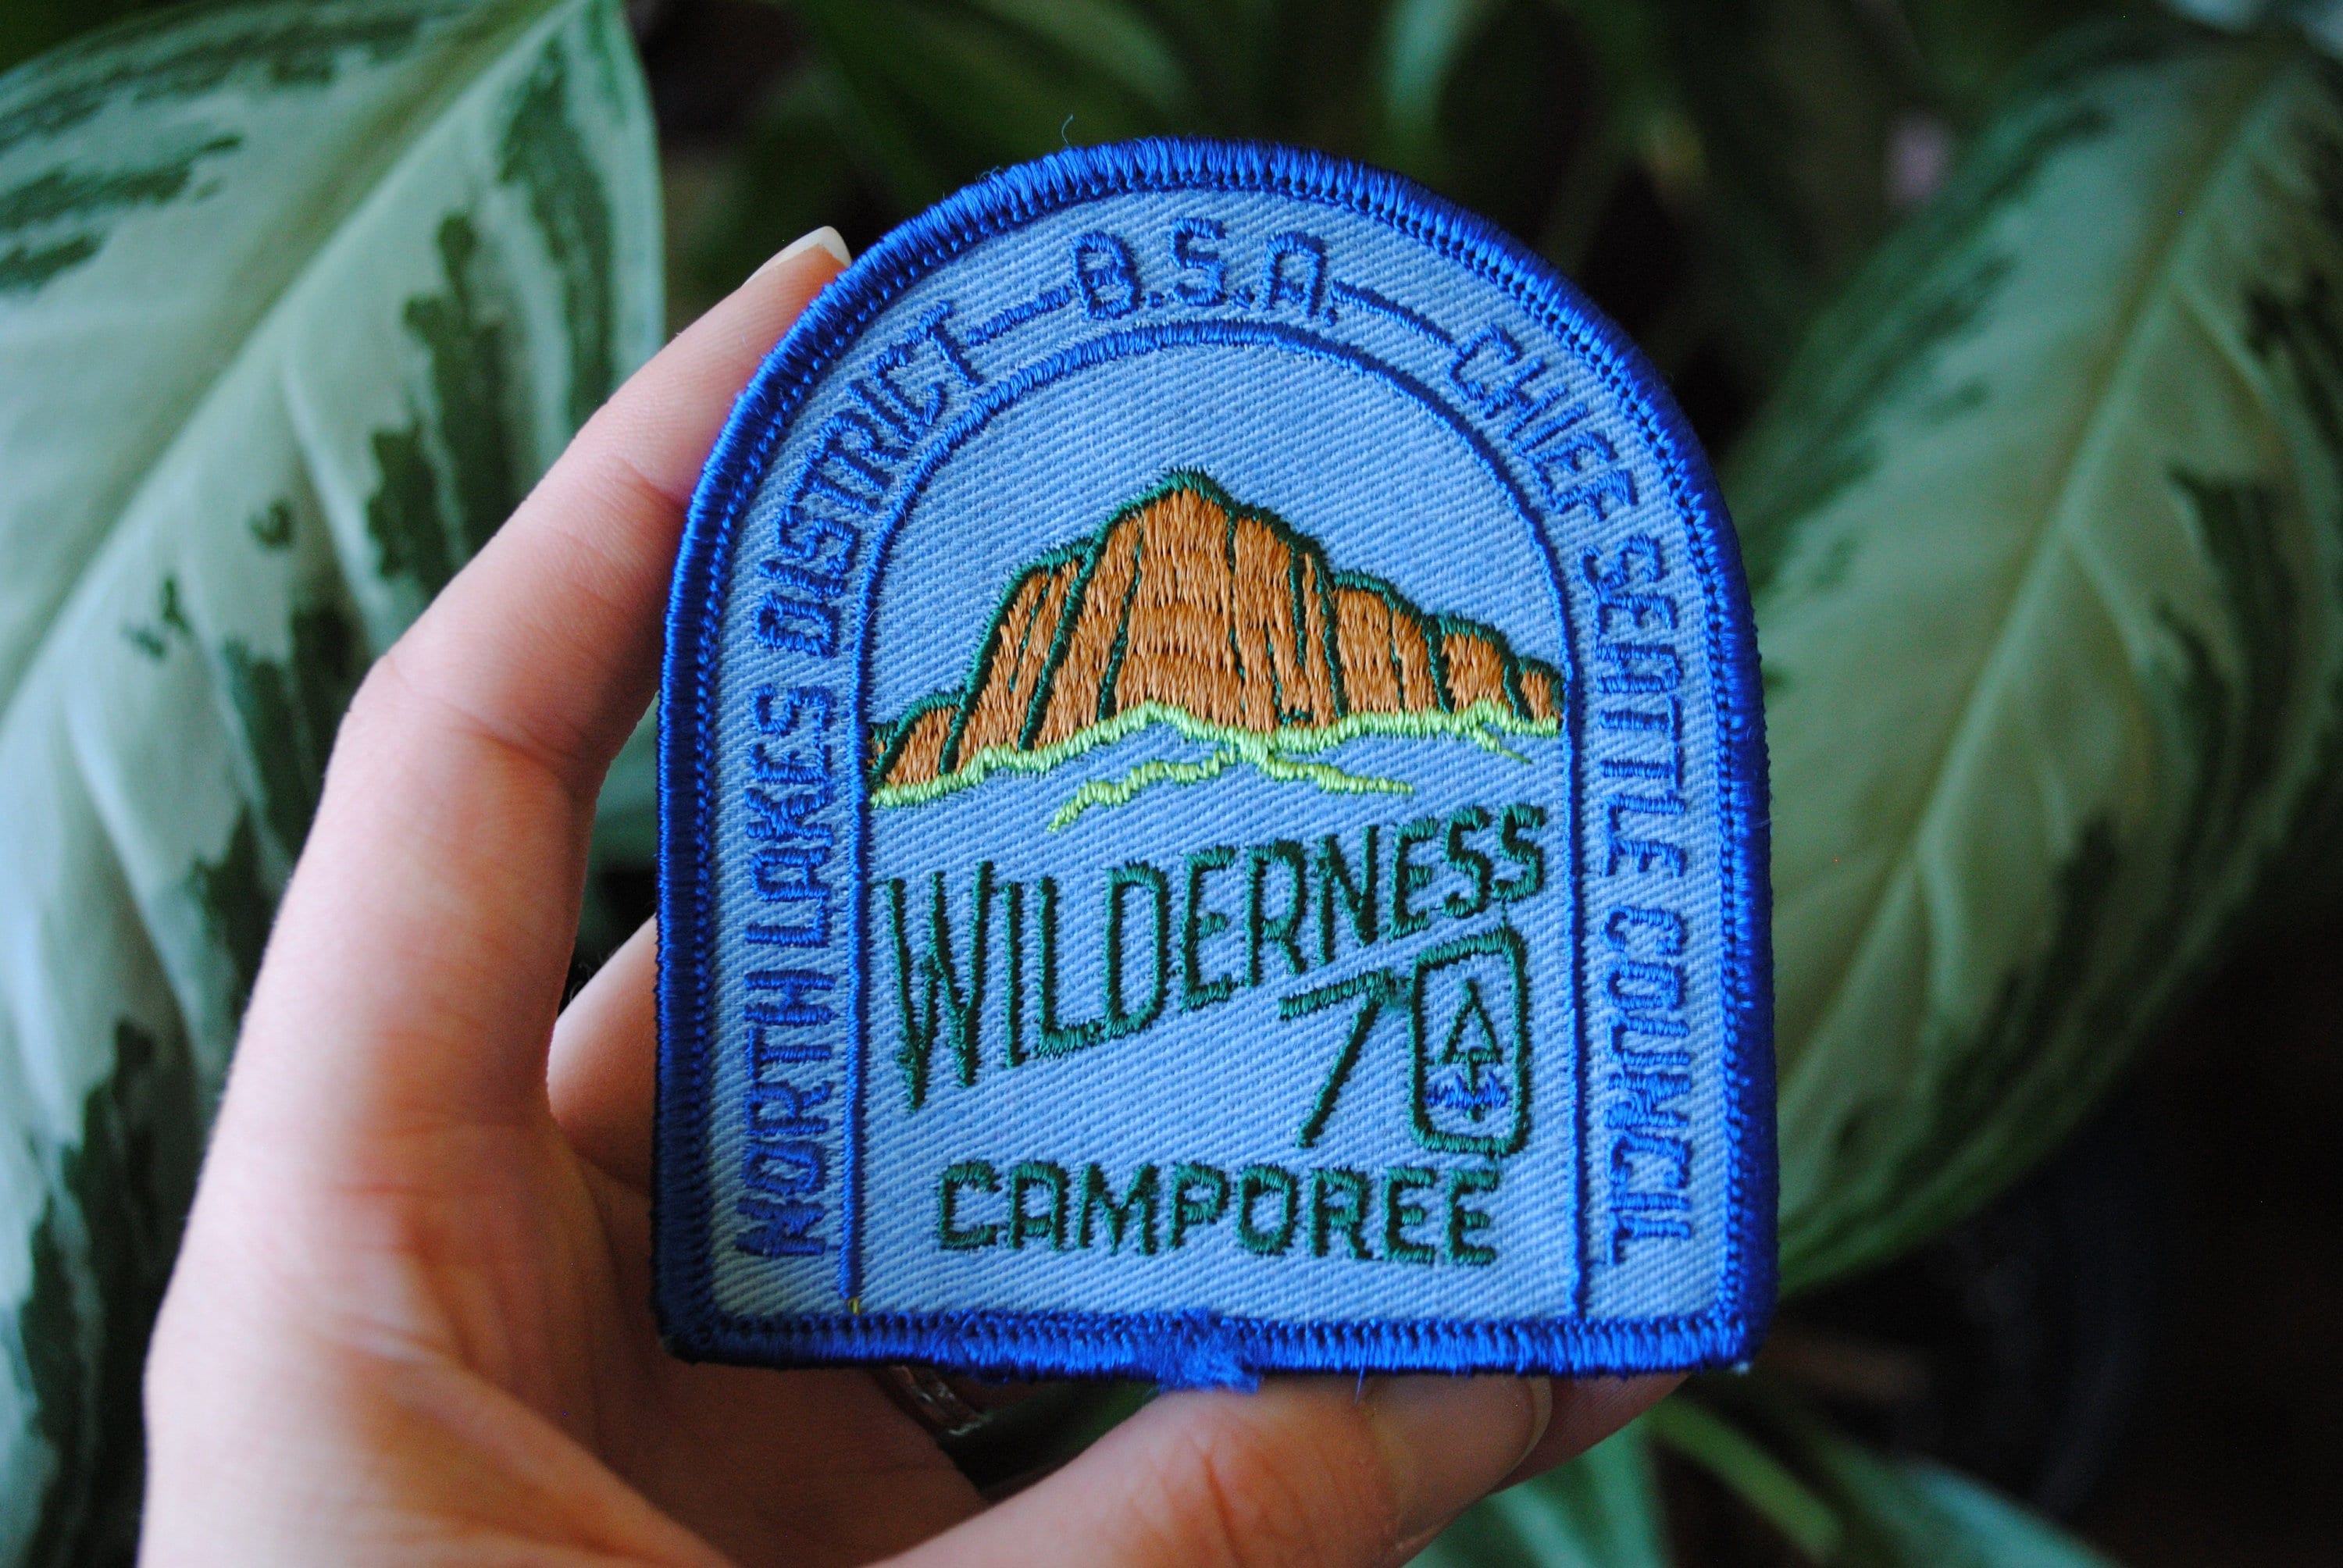 NORTH LAKES DISTRICT—B.S.A.—CHIEF SEATTLE COUNCIL
WILDERNESS
70
CAMPOREE